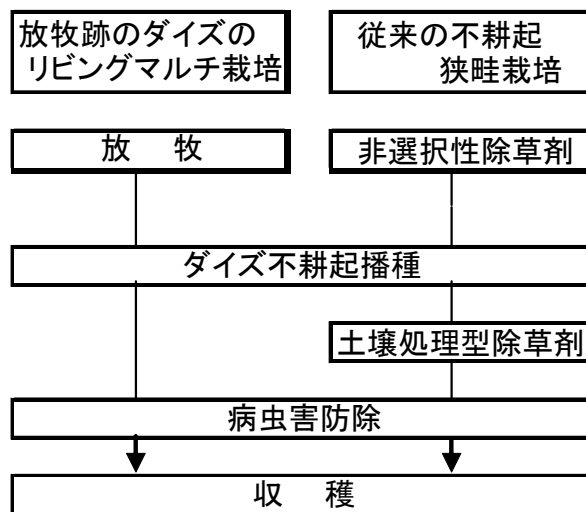 放牧跡のダイズの
リビングマルチ栽培
従来の不耕起
狭畦栽培
放　牧
非選択性除草剤
ダイズ不耕起播種
土壌処理型除草剤
病虫害防除
収　穫